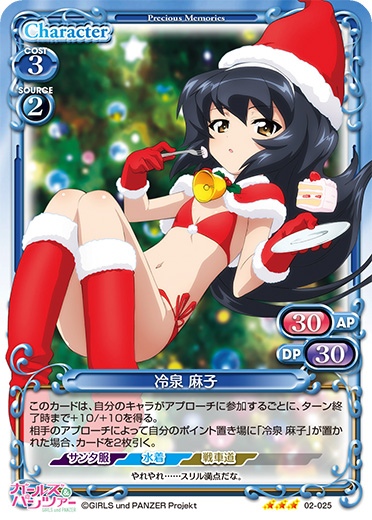 Precious Memories
Character
COST
3
SOURCE
2
30 AP
DP 30
冷泉 麻子
このカードは、自分のキャラがアプローチに参加するごとに、ターン終
了時まで+10/+10を得る。
相手のアプローチによって自分のポイント置き場に「冷泉 麻子」が置か
れた場合、カードを2枚引く。
サンタ服 水着 戦車道
やれやれ……スリル満点だな。
ガールズ&パンツァー
GIRLS und PANZER
©GIRLS und PANZER Projekt
02-025